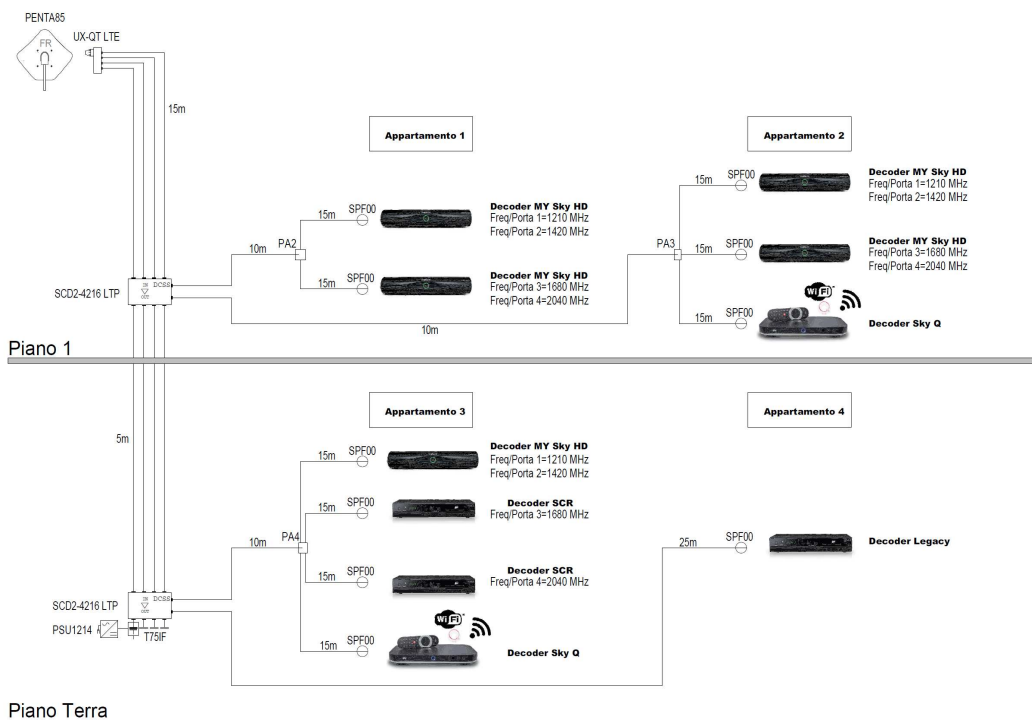 PENTA85
FR
UX-QT LTE
15m
Appartamento 1
Appartamento 2
15m
SPF00
Decoder MY Sky HD
Freq/Porta 1=1210 MHz
Freq/Porta 2=1420 MHz
15m
SPF00
Decoder MY Sky HD
Freq/Porta 1=1210 MHz
Freq/Porta 2=1420 MHz
10m
PA2
PA3
15m
SPF00
Decoder MY Sky HD
Freq/Porta 3=1680 MHz
Freq/Porta 4=2040 MHz
15m
SPF00
Decoder MY Sky HD
Freq/Porta 3=1680 MHz
Freq/Porta 4=2040 MHz
SCD2-4216 LTP
IN
DCSS
OUT
WiFi
15m
SPF00
Decoder Sky Q
10m
Piano 1
Appartamento 3
Appartamento 4
5m
15m
SPF00
Decoder MY Sky HD
Freq/Porta 1=1210 MHz
Freq/Porta 2=1420 MHz
15m
SPF00
Decoder SCR
Freq/Porta 3=1680 MHz
10m
PA4
25m
SPF00
Decoder Legacy
15m
SPF00
Decoder SCR
Freq/Porta 4=2040 MHz
SCD2-4216 LTP
IN
DCSS
OUT
PSU1214
T75IF
WiFi
15m
SPF00
Decoder Sky Q
Piano Terra